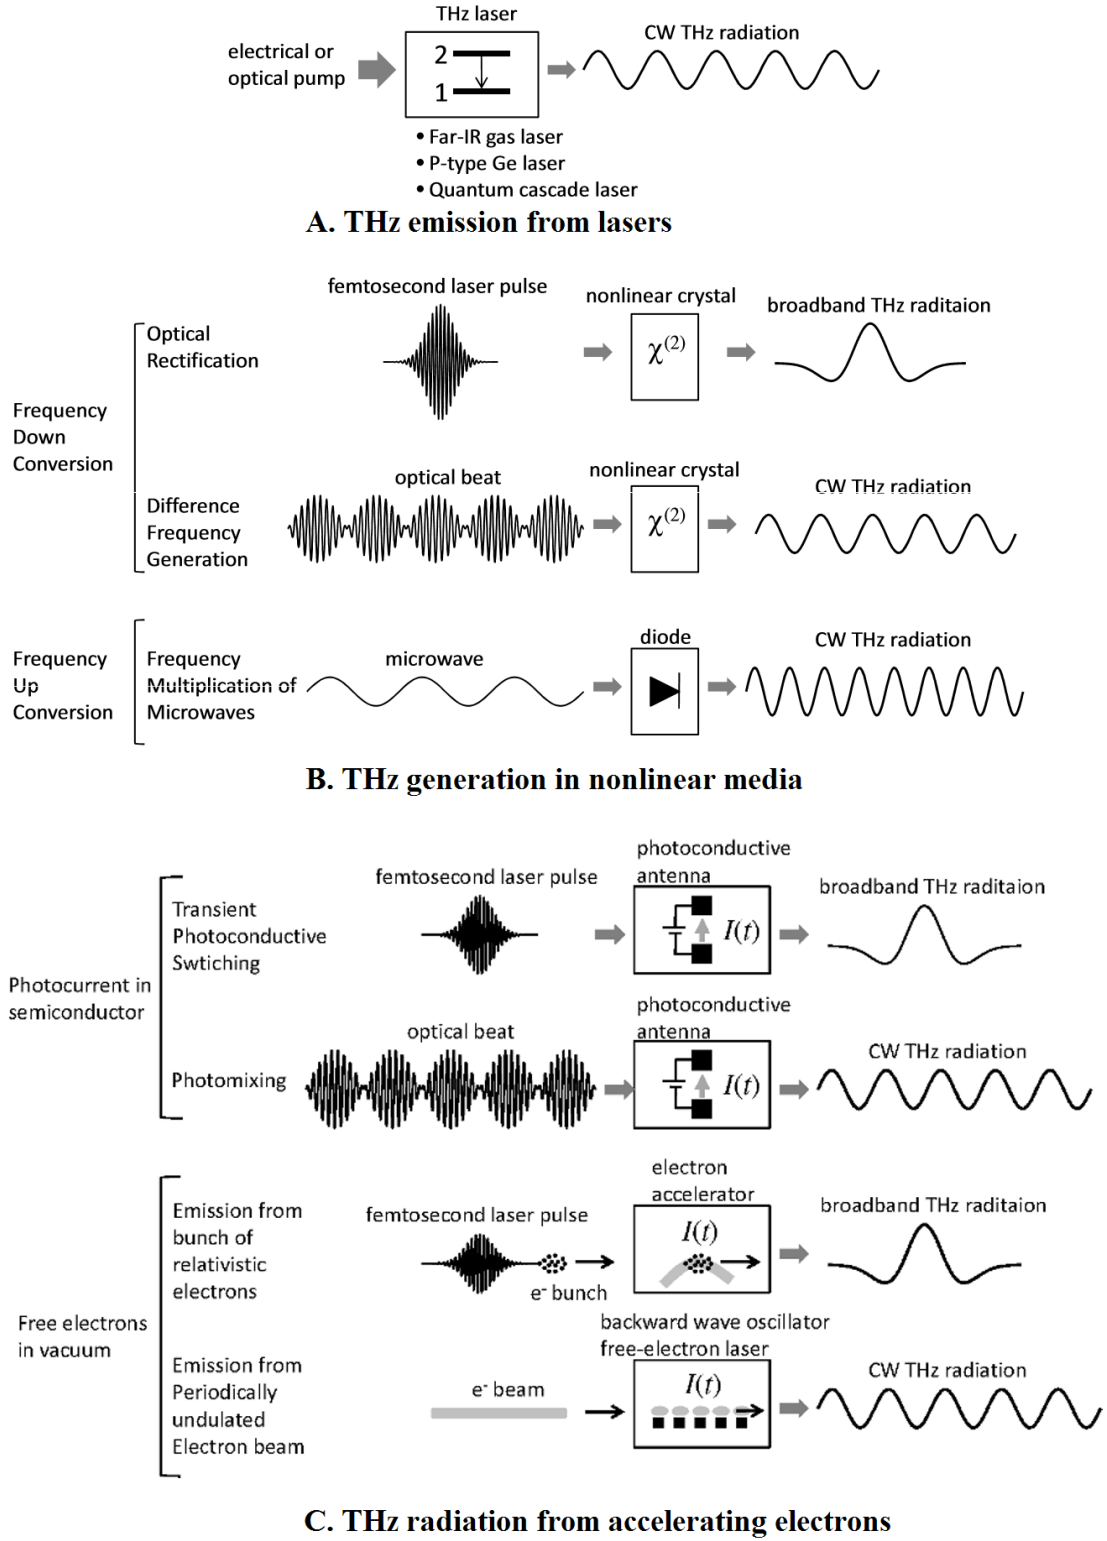 THz laser
electrical or
optical pump
2
1
CW THz radiation
• Far-IR gas laser
• P-type Ge laser
• Quantum cascade laser
A. THz emission from lasers
Frequency
Down
Conversion
Optical
Rectification
femtosecond laser pulse
nonlinear crystal
χ(2)
broadband THz raditaion
Difference
Frequency
Generation
optical beat
nonlinear crystal
χ(2)
CW THz radiation
Frequency
Up
Conversion
Frequency
Multiplication of
Microwaves
microwave
diode
CW THz radiation
B. THz generation in nonlinear media
Photocurrent in
semiconductor
Transient
Photoconductive
Swtiching
femtosecond laser pulse
photoconductive
antenna
I(t)
broadband THz raditaion
Photomixing
optical beat
photoconductive
antenna
I(t)
CW THz radiation
Free electrons
in vacuum
Emission from
bunch of
relativistic
electrons
femtosecond laser pulse
e- bunch
electron
accelerator
I(t)
broadband THz raditaion
Emission from
Periodically
undulated
Electron beam
e- beam
backward wave oscillator
free-electron laser
I(t)
CW THz radiation
C. THz radiation from accelerating electrons